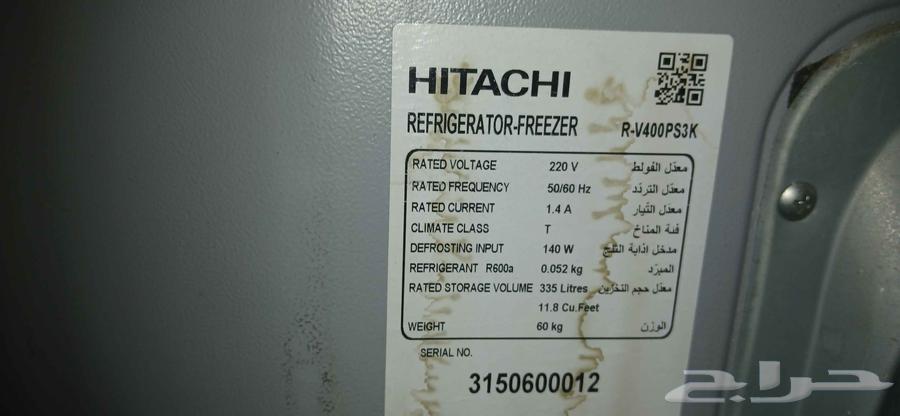 HITACHI
REFRIGERATOR-FREEZER R-V400PS3K
RATED VOLTAGE 220 V معدّل الفولط
RATED FREQUENCY 50/60 Hz معدّل التردّد
RATED CURRENT 1.4 A معدّل التّيار
CLIMATE CLASS T فئة المناخ
DEFROSTING INPUT 140 W مدخل اذابة الثلج
REFRIGERANT R600a 0.052 kg المبرّد
RATED STORAGE VOLUME 335 Litres معدّل حجم التخزين
11.8 Cu.Feet
WEIGHT 60 kg الوزن
SERIAL NO.
3150600012
حراج